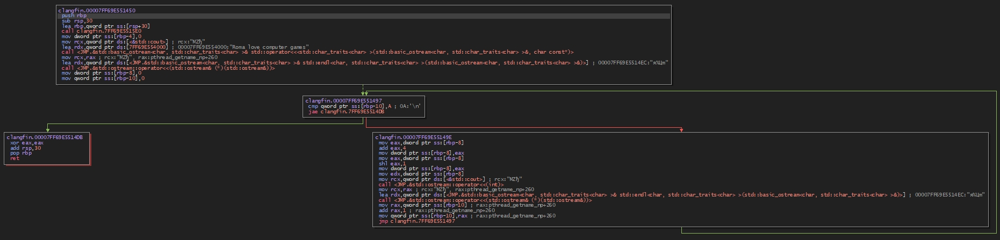 clangfin.00007FF69E551450
push rbp
sub rsp,30
lea rbp,qword ptr ss:[rsp+30]
call clangfin.7FF69E5515E0
mov dword ptr ss:[rbp-4],0
mov rcx,qword ptr ds:[<&std::cout>] ; rcx:"MZђ"
lea rdx,qword ptr ds:[7FF69E554000] ; 00007FF69E554000:"Roma love computer games"
call <JMP.&std::basic_ostream<char, std::char_traits<char> >& std::operator<<<std::char_traits<char> >(std::basic_ostream<char, std::char_traits<char> >&, char const*)>
mov rcx,rax ; rcx:"MZђ", rax:pthread_getname_np+260
lea rdx,qword ptr ds:[<JMP.&std::basic_ostream<char, std::char_traits<char> >& std::endl<char, std::char_traits<char> >(std::basic_ostream<char, std::char_traits<char> >&)>] ; 00007FF69E5514EC:"я%Цm"
call <JMP.&std::ostream::operator<<(std::ostream& (*)(std::ostream&))>
mov dword ptr ss:[rbp-8],0
mov qword ptr ss:[rbp-10],0
clangfin.00007FF69E551497
cmp qword ptr ss:[rbp-10],A ; 0A:'\n'
jae clangfin.7FF69E5514DB
clangfin.00007FF69E5514DB
xor eax,eax
add rsp,30
pop rbp
ret
clangfin.00007FF69E55149E
mov eax,dword ptr ss:[rbp-8]
add eax,4
mov dword ptr ss:[rbp-8],eax
mov eax,dword ptr ss:[rbp-8]
shl eax,1
mov dword ptr ss:[rbp-8],eax
mov edx,dword ptr ss:[rbp-8]
mov rcx,qword ptr ds:[<&std::cout>] ; rcx:"MZђ"
call <JMP.&std::ostream::operator<<(int)>
mov rcx,rax ; rcx:"MZђ", rax:pthread_getname_np+260
lea rdx,qword ptr ds:[<JMP.&std::basic_ostream<char, std::char_traits<char> >& std::endl<char, std::char_traits<char> >(std::basic_ostream<char, std::char_traits<char> >&)>] ; 00007FF69E5514EC:"я%Цm"
call <JMP.&std::ostream::operator<<(std::ostream& (*)(std::ostream&))>
mov rax,qword ptr ss:[rbp-10] ; rax:pthread_getname_np+260
add rax,1 ; rax:pthread_getname_np+260
mov qword ptr ss:[rbp-10],rax ; rax:pthread_getname_np+260
jmp clangfin.7FF69E551497